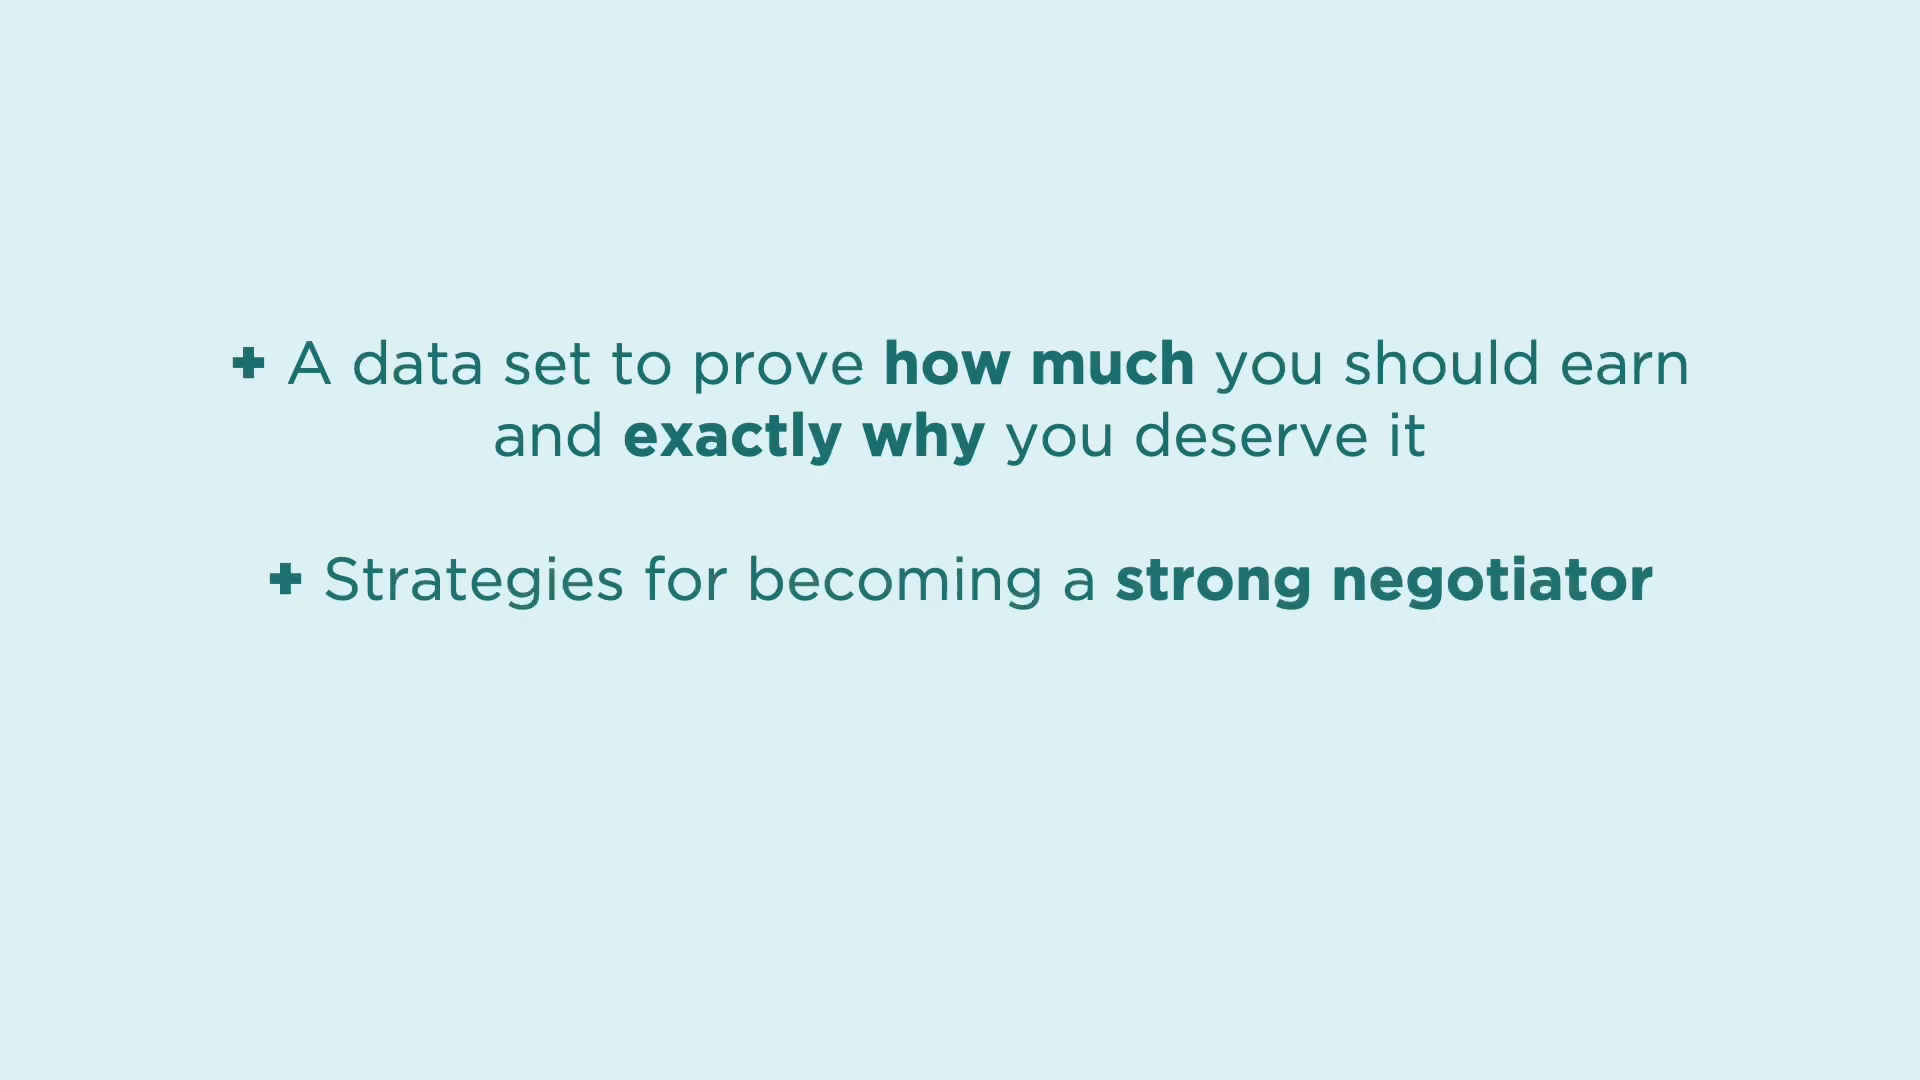 + A data set to prove how much you should earn
and exactly why you deserve it
+ Strategies for becoming a strong negotiator